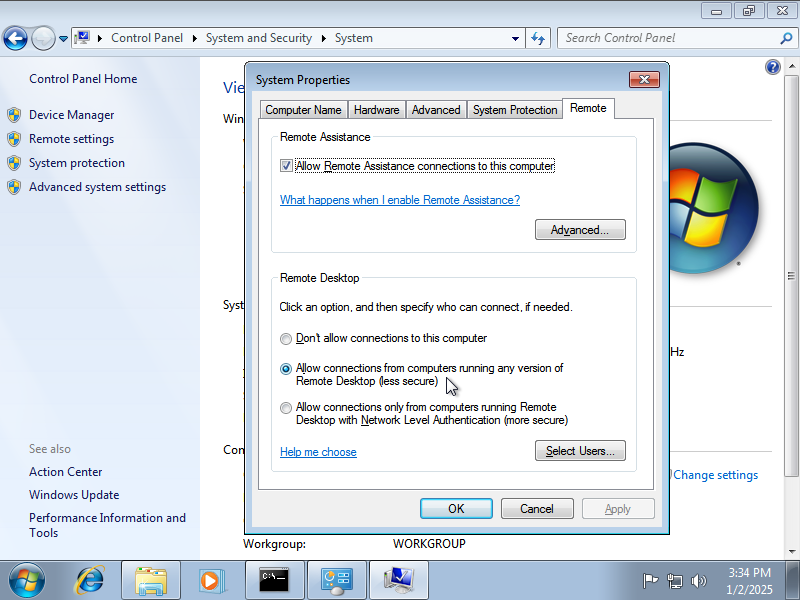 Control Panel
System and Security
System
Search Control Panel
Control Panel Home
Device Manager
Remote settings
System protection
Advanced system settings
See also
Action Center
Windows Update
Performance Information and
Tools
Vie
Win
Syst
Com
Hz
Change settings
Workgroup:
WORKGROUP
System Properties
Computer Name
Hardware
Advanced
System Protection
Remote
Remote Assistance
Allow Remote Assistance connections to this computer
What happens when I enable Remote Assistance?
Advanced...
Remote Desktop
Click an option, and then specify who can connect, if needed.
Don't allow connections to this computer
Allow connections from computers running any version of
Remote Desktop (less secure)
Allow connections only from computers running Remote
Desktop with Network Level Authentication (more secure)
Help me choose
Select Users...
OK
Cancel
Apply
C:\_
3:34 PM
1/2/2025